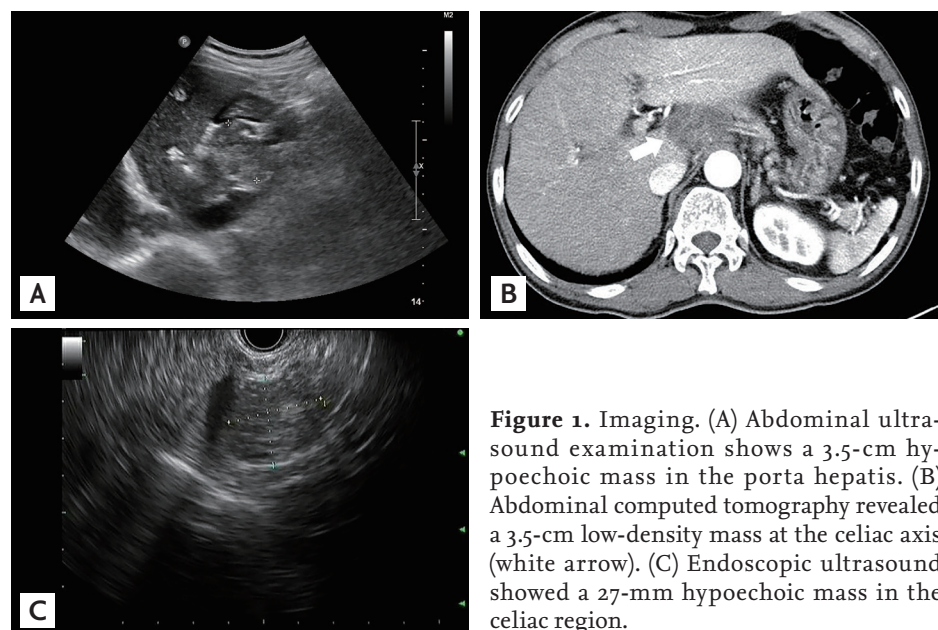 M2
A
14
B
C
Figure 1. Imaging. (A) Abdominal ultra-
sound examination shows a 3.5-cm hy-
poechoic mass in the porta hepatis. (B)
Abdominal computed tomography revealed
a 3.5-cm low-density mass at the celiac axis
(white arrow). (C) Endoscopic ultrasound
showed a 27-mm hypoechoic mass in the
celiac region.